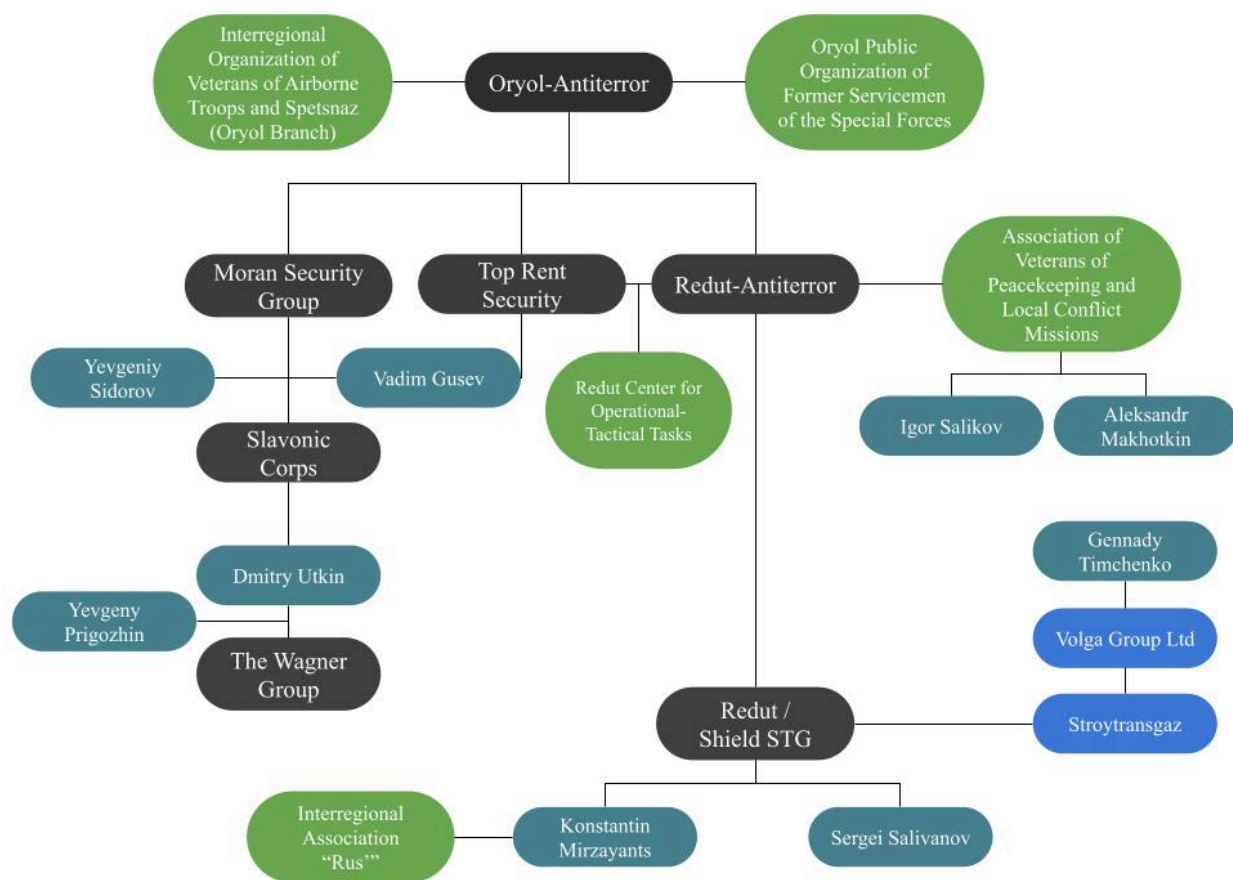 Interregional
Organization of
Veterans of Airborne
Troops and Spetsnaz
(Oryol Branch)
Oryol-Antiterror
Oryol Public
Organization of
Former Servicemen
of the Special Forces
Moran Security
Group
Top Rent
Security
Redut-Antiterror
Association of
Veterans of
Peacekeeping and
Local Conflict
Missions
Yevgeniy
Sidorov
Vadim Gusev
Redut Center for
Operational-
Tactical Tasks
Igor Salikov
Aleksandr
Makhotkin
Slavonic
Corps
Dmitry Utkin
Gennady
Timchenko
Yevgeny
Prigozhin
Volga Group Ltd
The Wagner
Group
Redut /
Shield STG
Stroytransgaz
Interregional
Association
“Rus’”
Konstantin
Mirzayants
Sergei Salivanov